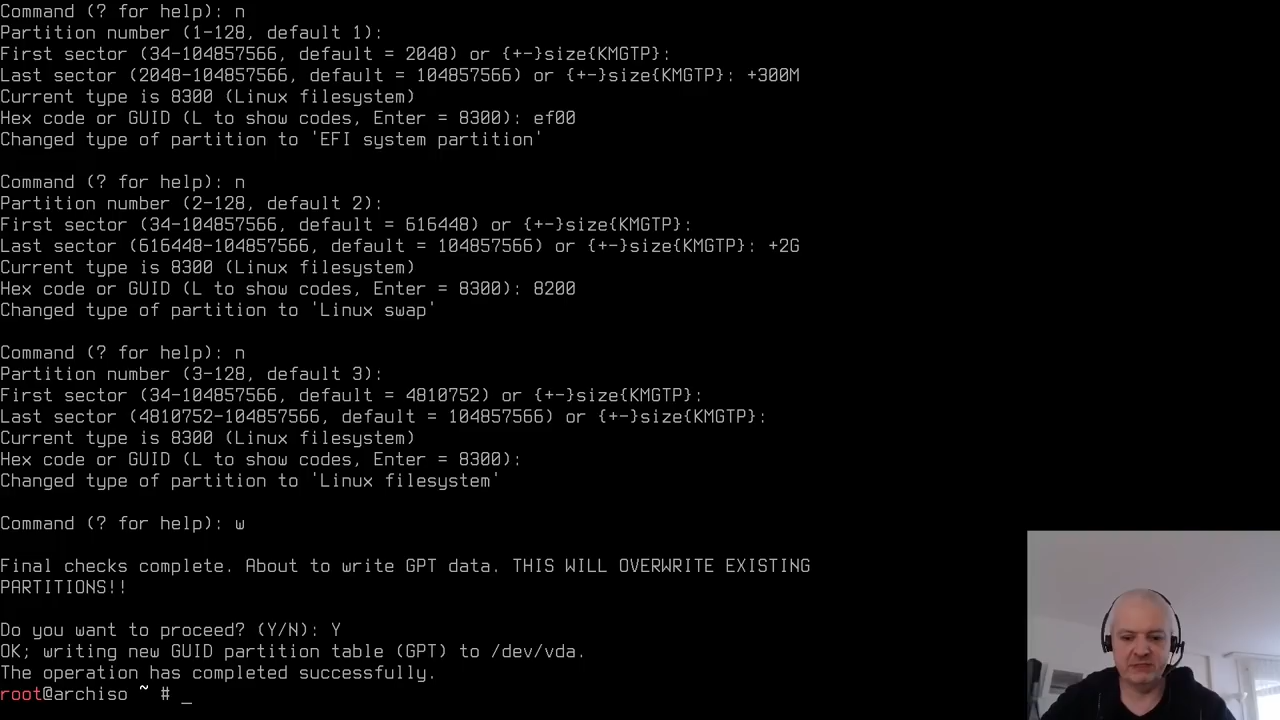 Command (? for help): n
Partition number (1-128, default 1):
First sector (34-104857566, default = 2048) or {+-}size{KMGTP}:
Last sector (2048-104857566, default = 104857566) or {+-}size{KMGTP}: +300M
Current type is 8300 (Linux filesystem)
Hex code or GUID (L to show codes, Enter = 8300): ef00
Changed type of partition to 'EFI system partition'
Command (? for help): n
Partition number (2-128, default 2):
First sector (34-104857566, default = 616448) or {+-}size{KMGTP}:
Last sector (616448-104857566, default = 104857566) or {+-}size{KMGTP}: +2G
Current type is 8300 (Linux filesystem)
Hex code or GUID (L to show codes, Enter = 8300): 8200
Changed type of partition to 'Linux swap'
Command (? for help): n
Partition number (3-128, default 3):
First sector (34-104857566, default = 4810752) or {+-}size{KMGTP}:
Last sector (4810752-104857566, default = 104857566) or {+-}size{KMGTP}:
Current type is 8300 (Linux filesystem)
Hex code or GUID (L to show codes, Enter = 8300):
Changed type of partition to 'Linux filesystem'
Command (? for help): w
Final checks complete. About to write GPT data. THIS WILL OVERWRITE EXISTING
PARTITIONS!!
Do you want to proceed? (Y/N): Y
OK; writing new GUID partition table (GPT) to /dev/vda.
The operation has completed successfully.
root@archiso ~ # _